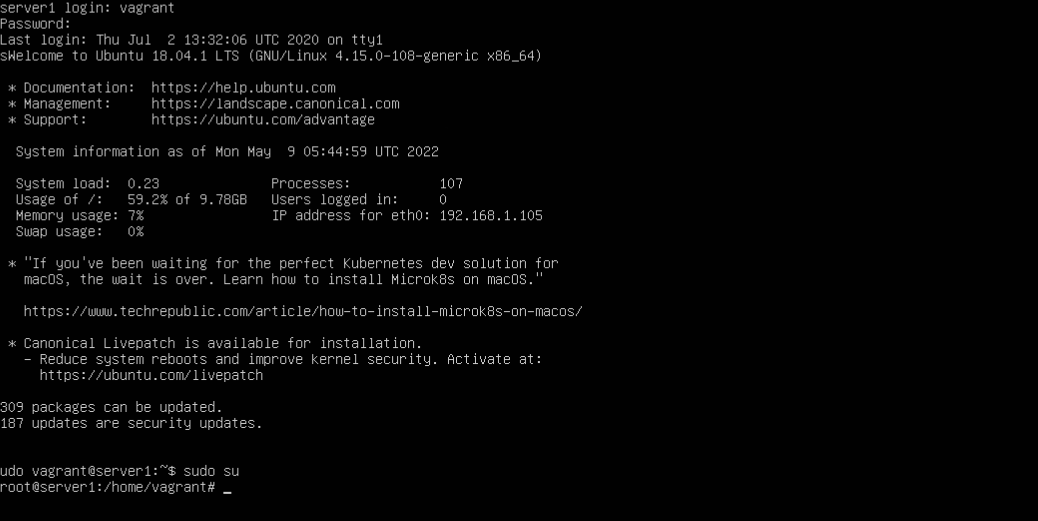 server1 login: vagrant
Password:
Last login: Thu Jul  2 13:32:06 UTC 2020 on tty1
sWelcome to Ubuntu 18.04.1 LTS (GNU/Linux 4.15.0-108-generic x86_64)

 * Documentation:  https://help.ubuntu.com
 * Management:     https://landscape.canonical.com
 * Support:        https://ubuntu.com/advantage

  System information as of Mon May  9 05:44:59 UTC 2022

  System load:  0.23              Processes:           107
  Usage of /:   59.2% of 9.78GB   Users logged in:     0
  Memory usage: 7%                IP address for eth0: 192.168.1.105
  Swap usage:   0%

 * "If you've been waiting for the perfect Kubernetes dev solution for
   macOS, the wait is over. Learn how to install Microk8s on macOS."

   https://www.techrepublic.com/article/how-to-install-microk8s-on-macos/

 * Canonical Livepatch is available for installation.
   - Reduce system reboots and improve kernel security. Activate at:
     https://ubuntu.com/livepatch

309 packages can be updated.
187 updates are security updates.


udo vagrant@server1:~$ sudo su
root@server1:/home/vagrant# _